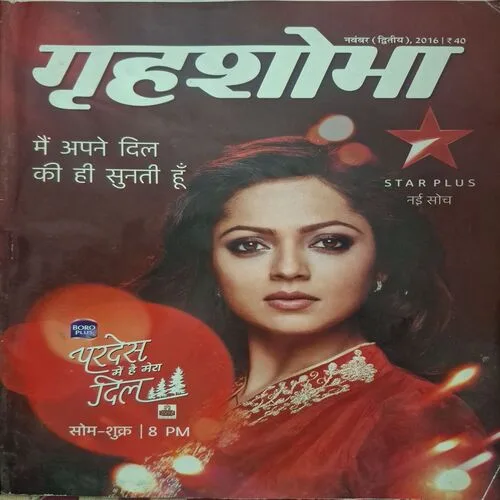 नवंबर (द्वितीय), 2016 | ₹ 40
गृहशोभा
मैं अपने दिल
की ही सुनती हूँ
STAR PLUS
नई सोच
BORO
PLUS
परदेस
में है मेरा
दिल
सोम-शुक्र | 8 PM